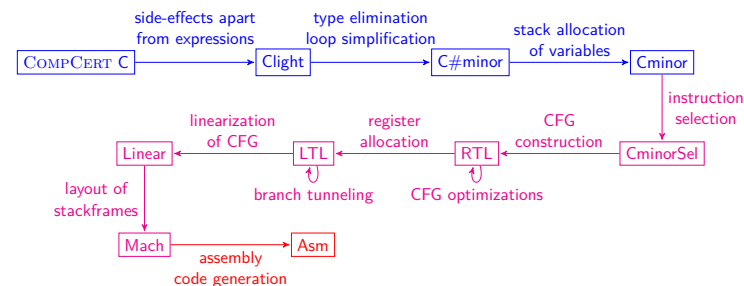 side-effects apart
from expressions
type elimination
loop simplification
stack allocation
of variables
COMPCERT C
Clight
C#minor
Cminor
instruction
selection
linearization
of CFG
register
allocation
CFG
construction
Linear
LTL
RTL
CminorSel
layout of
stackframes
branch tunneling
CFG optimizations
Mach
Asm
assembly
code generation